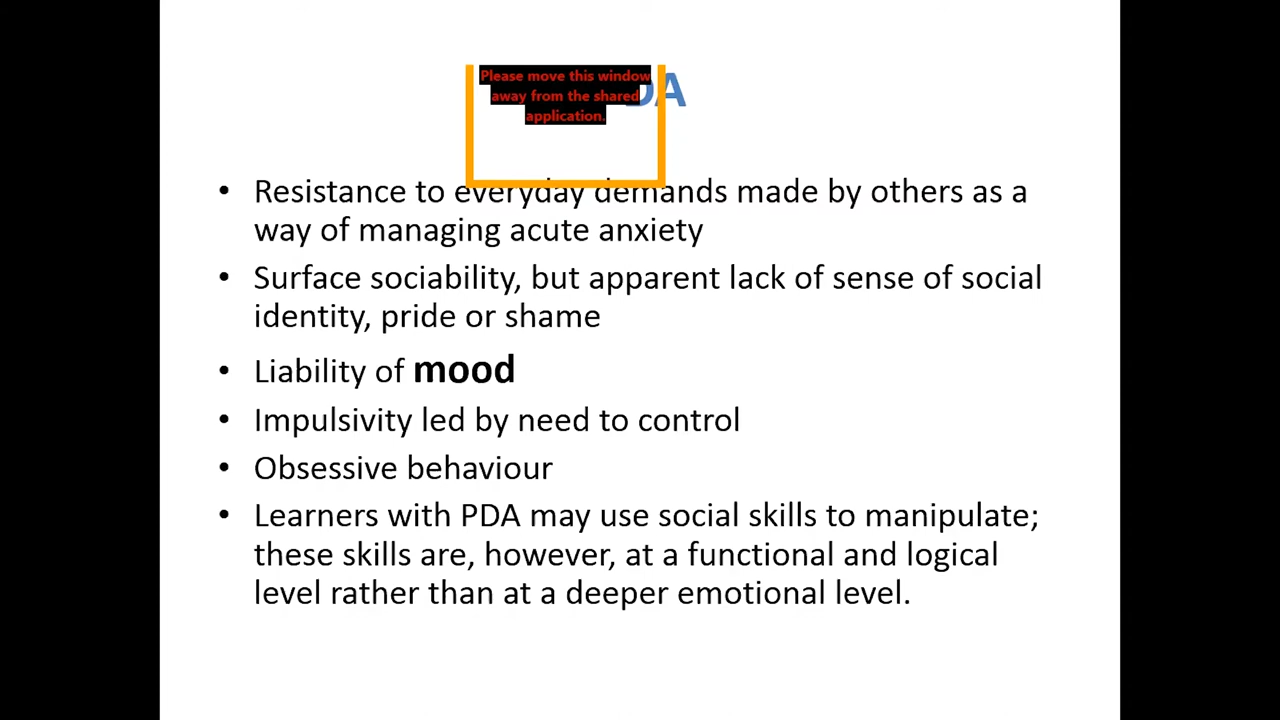 Please move this window
away from the shared
application.
DA
• Resistance to everyday demands made by others as a
way of managing acute anxiety
• Surface sociability, but apparent lack of sense of social
identity, pride or shame
• Liability of mood
• Impulsivity led by need to control
• Obsessive behaviour
• Learners with PDA may use social skills to manipulate;
these skills are, however, at a functional and logical
level rather than at a deeper emotional level.